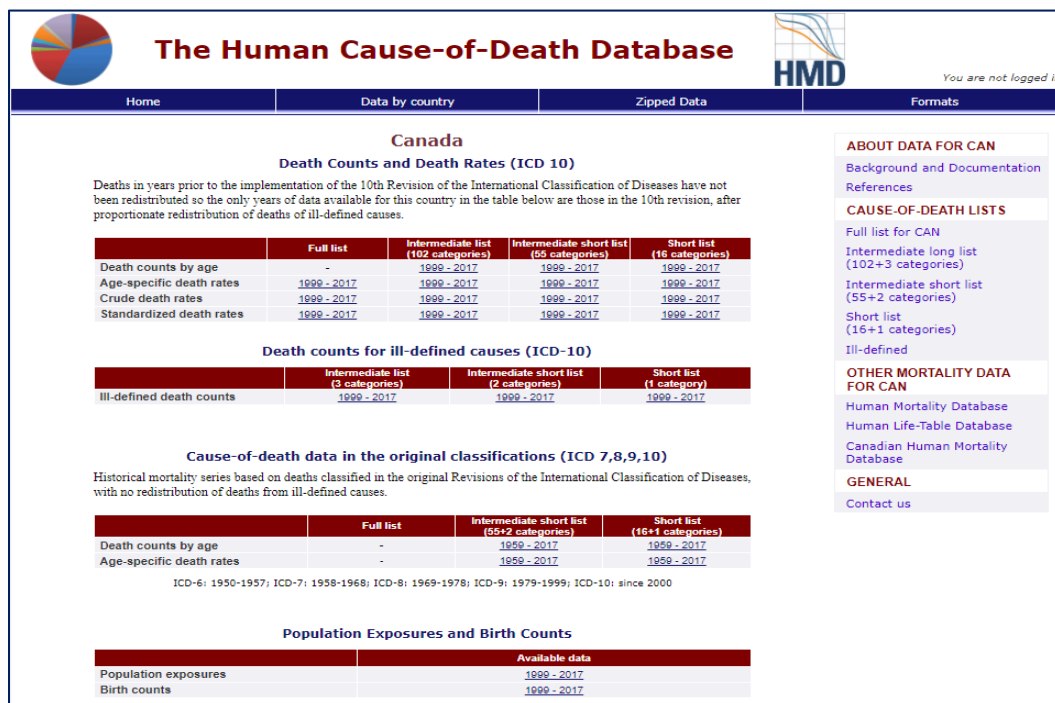 The Human Cause-of-Death Database
HMD
You are not logged i
Home Data by country Zipped Data Formats
Canada
Death Counts and Death Rates (ICD 10)
Deaths in years prior to the implementation of the 10th Revision of the International Classification of Diseases have not
been redistributed so the only years of data available for this country in the table below are those in the 10th revision, after
proportionate redistribution of deaths of ill-defined causes.
Full list Intermediate list Intermediate short list Short list
(102 categories) (55 categories) (16 categories)
Death counts by age - 1999 - 2017 1999 - 2017 1999 - 2017
Age-specific death rates 1999 - 2017 1999 - 2017 1999 - 2017 1999 - 2017
Crude death rates 1999 - 2017 1999 - 2017 1999 - 2017 1999 - 2017
Standardized death rates 1999 - 2017 1999 - 2017 1999 - 2017 1999 - 2017
Death counts for ill-defined causes (ICD-10)
Intermediate list Intermediate short list Short list
(3 categories) (2 categories) (1 category)
Ill-defined death counts 1999 - 2017 1999 - 2017 1999 - 2017
Cause-of-death data in the original classifications (ICD 7,8,9,10)
Historical mortality series based on deaths classified in the original Revisions of the International Classification of Diseases,
with no redistribution of deaths from ill-defined causes.
Full list Intermediate short list Short list
(55+2 categories) (16+1 categories)
Death counts by age - 1959 - 2017 1959 - 2017
Age-specific death rates - 1959 - 2017 1959 - 2017
ICD-6: 1950-1957; ICD-7: 1958-1968; ICD-8: 1969-1978; ICD-9: 1979-1999; ICD-10: since 2000
Population Exposures and Birth Counts
Available data
Population exposures 1999 - 2017
Birth counts 1999 - 2017
ABOUT DATA FOR CAN
Background and Documentation
References
CAUSE-OF-DEATH LISTS
Full list for CAN
Intermediate long list
(102+3 categories)
Intermediate short list
(55+2 categories)
Short list
(16+1 categories)
Ill-defined
OTHER MORTALITY DATA
FOR CAN
Human Mortality Database
Human Life-Table Database
Canadian Human Mortality
Database
GENERAL
Contact us